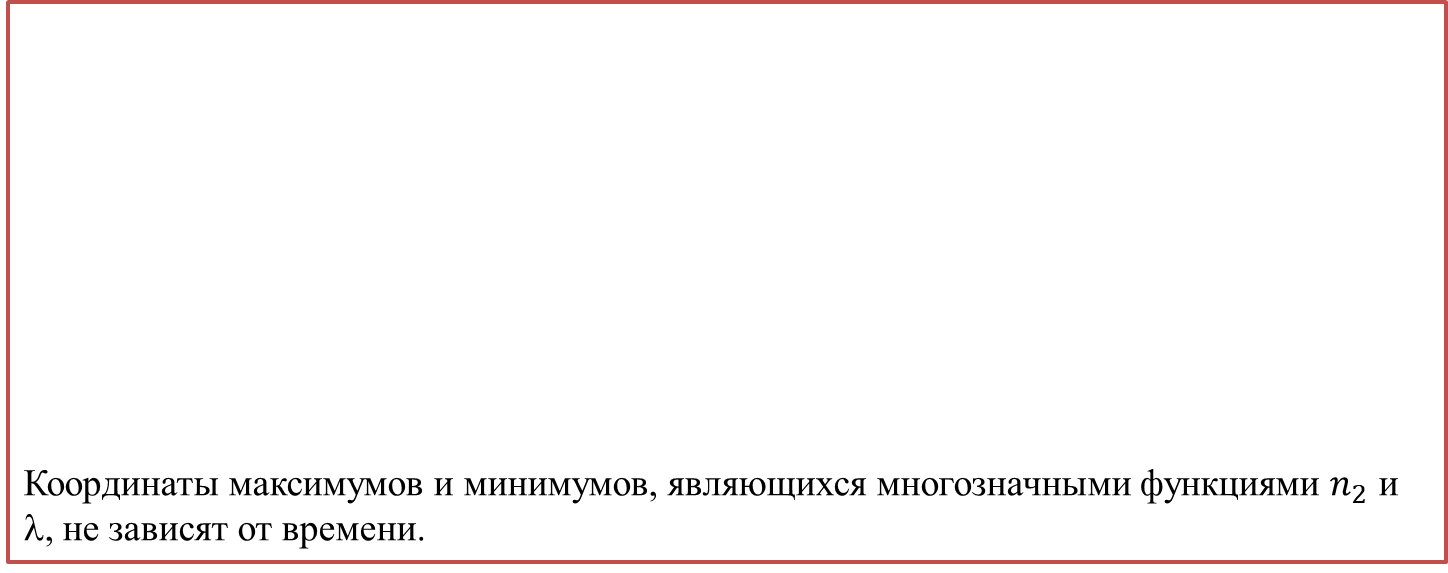 Координаты максимумов и минимумов, являющихся многозначными функциями n₂ и
λ, не зависят от времени.